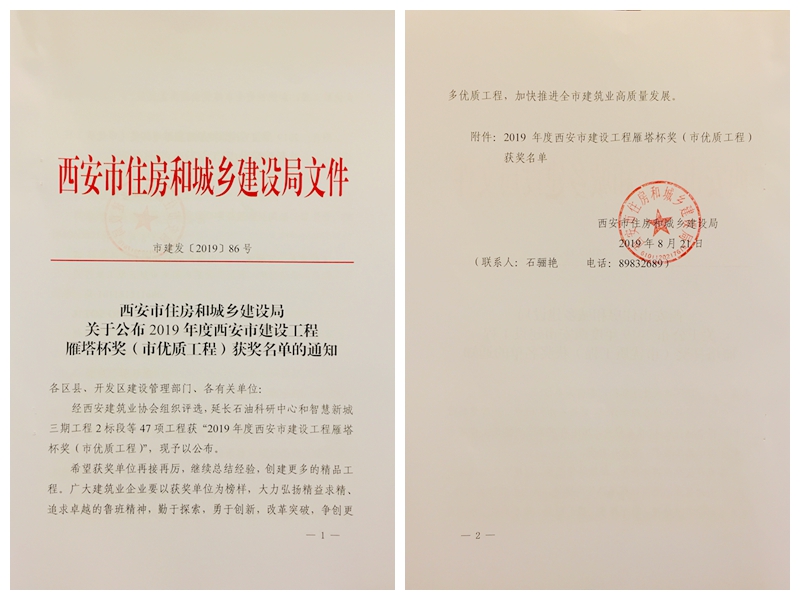 西安市住房和城乡建设局文件
市建发〔2019〕86号
西安市住房和城乡建设局
关于公布2019年度西安市建设工程
雁塔杯奖（市优质工程）获奖名单的通知
各区县、开发区建设管理部门、各有关单位：
经西安建筑业协会组织评选，延长石油科研中心和智慧新城
三期工程2标段等47项工程获“2019年度西安市建设工程雁塔
杯奖（市优质工程）”，现予以公布。
希望获奖单位再接再厉，继续总结经验，创建更多的精品工
程。广大建筑业企业要以获奖单位为榜样，大力弘扬精益求精、
追求卓越的鲁班精神，勤于探索，勇于创新，改革突破，争创更
— 1 —
多优质工程，加快推进全市建筑业高质量发展。
附件：2019年度西安市建设工程雁塔杯奖（市优质工程）
获奖名单
西安市住房和城乡建设局
2019年8月21日
（联系人：石骊艳 电话：89832689）
西安市住房和城乡建设局
— 2 —